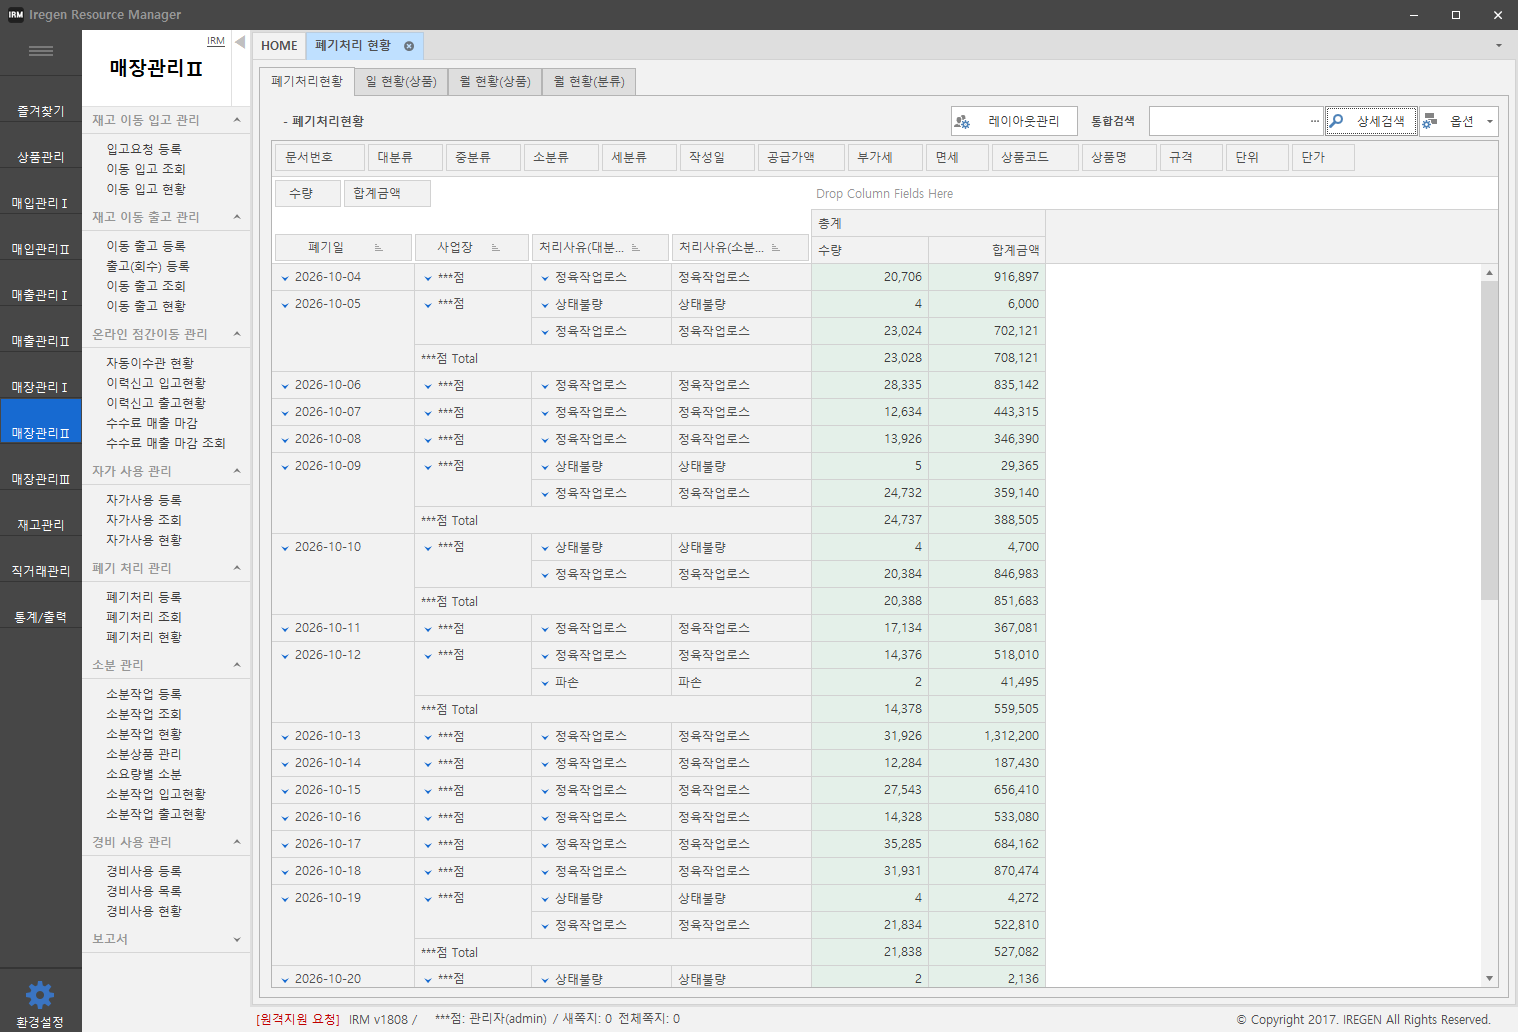 IRM Iregen Resource Manager
즐겨찾기
상품관리
매입관리Ⅰ
매입관리Ⅱ
매출관리Ⅰ
매출관리Ⅱ
매장관리Ⅰ
매장관리Ⅱ
매장관리Ⅲ
재고관리
직거래관리
통계/출력
환경설정
IRM
매장관리Ⅱ
재고 이동 입고 관리
입고요청 등록
이동 입고 조회
이동 입고 현황
재고 이동 출고 관리
이동 출고 등록
출고(회수) 등록
이동 출고 조회
이동 출고 현황
온라인 점간이동 관리
자동이수관 현황
이력신고 입고현황
이력신고 출고현황
수수료 매출 마감
수수료 매출 마감 조회
자가 사용 관리
자가사용 등록
자가사용 조회
자가사용 현황
폐기 처리 관리
폐기처리 등록
폐기처리 조회
폐기처리 현황
소분 관리
소분작업 등록
소분작업 조회
소분작업 현황
소분상품 관리
소요량별 소분
소분작업 입고현황
소분작업 출고현황
경비 사용 관리
경비사용 등록
경비사용 목록
경비사용 현황
보고서
HOME 폐기처리 현황
폐기처리현황 일 현황(상품) 월 현황(상품) 월 현황(분류)
- 폐기처리현황 레이아웃관리 통합검색 ... 상세검색 옵션
문서번호 대분류 중분류 소분류 세분류 작성일 공급가액 부가세 면세 상품코드 상품명 규격 단위 단가
수량 합계금액 Drop Column Fields Here
총계
폐기일 사업장 처리사유(대분... 처리사유(소분... 수량 합계금액
2026-10-04 ***점 정육작업로스 정육작업로스 20,706 916,897
2026-10-05 ***점 상태불량 상태불량 4 6,000
정육작업로스 정육작업로스 23,024 702,121
***점 Total 23,028 708,121
2026-10-06 ***점 정육작업로스 정육작업로스 28,335 835,142
2026-10-07 ***점 정육작업로스 정육작업로스 12,634 443,315
2026-10-08 ***점 정육작업로스 정육작업로스 13,926 346,390
2026-10-09 ***점 상태불량 상태불량 5 29,365
정육작업로스 정육작업로스 24,732 359,140
***점 Total 24,737 388,505
2026-10-10 ***점 상태불량 상태불량 4 4,700
정육작업로스 정육작업로스 20,384 846,983
***점 Total 20,388 851,683
2026-10-11 ***점 정육작업로스 정육작업로스 17,134 367,081
2026-10-12 ***점 정육작업로스 정육작업로스 14,376 518,010
파손 파손 2 41,495
***점 Total 14,378 559,505
2026-10-13 ***점 정육작업로스 정육작업로스 31,926 1,312,200
2026-10-14 ***점 정육작업로스 정육작업로스 12,284 187,430
2026-10-15 ***점 정육작업로스 정육작업로스 27,543 656,410
2026-10-16 ***점 정육작업로스 정육작업로스 14,328 533,080
2026-10-17 ***점 정육작업로스 정육작업로스 35,285 684,162
2026-10-18 ***점 정육작업로스 정육작업로스 31,931 870,474
2026-10-19 ***점 상태불량 상태불량 4 4,272
정육작업로스 정육작업로스 21,834 522,810
***점 Total 21,838 527,082
2026-10-20 ***점 상태불량 상태불량 2 2,136
[원격지원 요청] IRM v1808 / ***점: 관리자(admin) / 새쪽지: 0 전체쪽지: 0 © Copyright 2017. IREGEN All Rights Reserved.